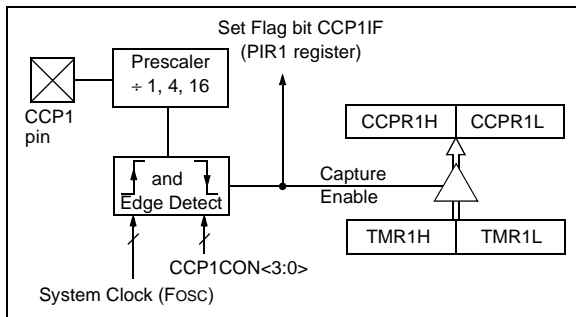 Set Flag bit CCP1IF
(PIR1 register)
Prescaler
÷ 1, 4, 16
CCP1
pin
CCPR1H
CCPR1L
and
Edge Detect
Capture
Enable
TMR1H
TMR1L
CCP1CON<3:0>
System Clock (FOSC)